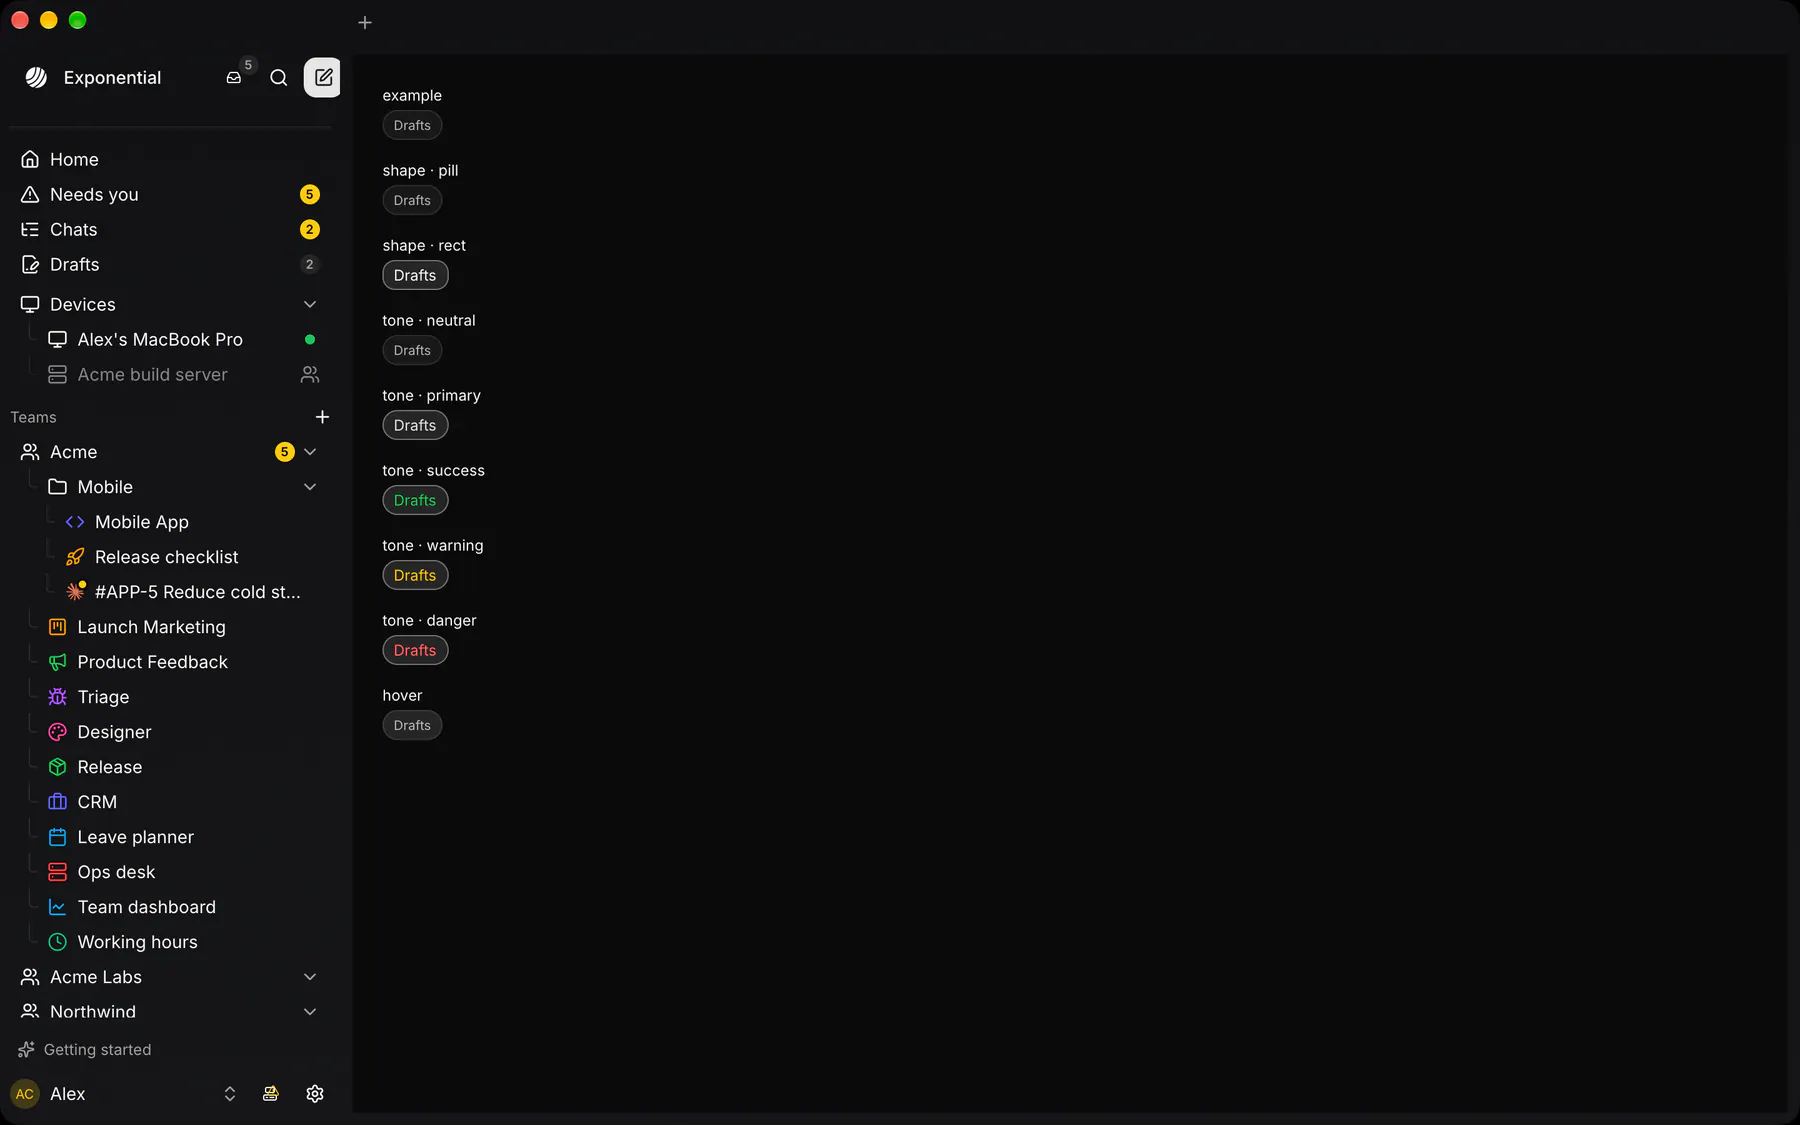 Exponential
5
Home
Needs you
5
Chats
2
Drafts
2
Devices
Alex's MacBook Pro
Acme build server
Teams
Acme
5
Mobile
Mobile App
Release checklist
#APP-5 Reduce cold st...
Launch Marketing
Product Feedback
Triage
Designer
Release
CRM
Leave planner
Ops desk
Team dashboard
Working hours
Acme Labs
Northwind
Getting started
AC
Alex
example
Drafts
shape · pill
Drafts
shape · rect
Drafts
tone · neutral
Drafts
tone · primary
Drafts
tone · success
Drafts
tone · warning
Drafts
tone · danger
Drafts
hover
Drafts